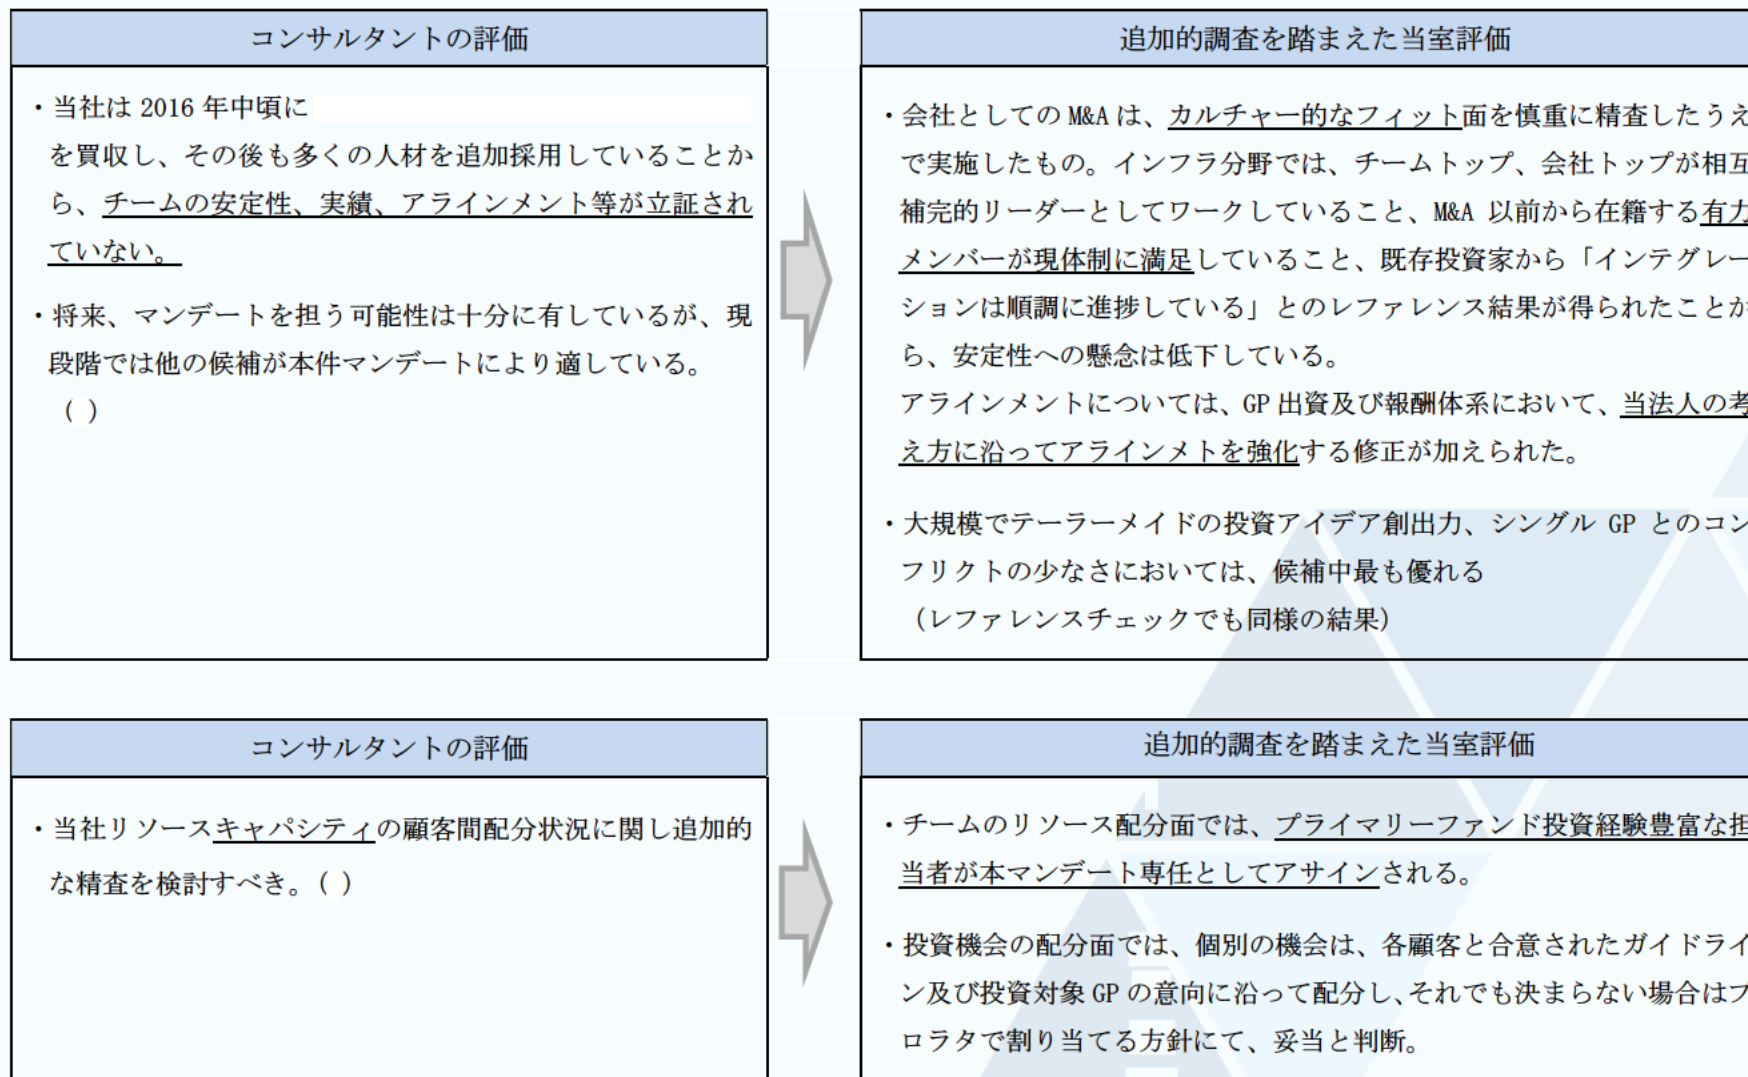 コンサルタントの評価
・当社は 2016 年中頃に
を買収し、その後も多くの人材を追加採用していることか
ら、チームの安定性、実績、アラインメント等が立証され
ていない。
・将来、マンデートを担う可能性は十分に有しているが、現
段階では他の候補が本件マンデートにより適している。
( )
追加的調査を踏まえた当室評価
・会社としての M&A は、カルチャー的なフィット面を慎重に精査したうえ
で実施したもの。インフラ分野では、チームトップ、会社トップが相互
補完的リーダーとしてワークしていること、M&A 以前から在籍する有力
メンバーが現体制に満足していること、既存投資家から「インテグレー
ションは順調に進捗している」とのレファレンス結果が得られたことか
ら、安定性への懸念は低下している。
アラインメントについては、GP 出資及び報酬体系において、当法人の考
え方に沿ってアラインメトを強化する修正が加えられた。
・大規模でテーラーメイドの投資アイデア創出力、シングル GP とのコン
フリクトの少なさにおいては、候補中最も優れる
（レファレンスチェックでも同様の結果）
コンサルタントの評価
・当社リソースキャパシティの顧客間配分状況に関し追加的
な精査を検討すべき。( )
追加的調査を踏まえた当室評価
・チームのリソース配分面では、プライマリーファンド投資経験豊富な担
当者が本マンデート専任としてアサインされる。
・投資機会の配分面では、個別の機会は、各顧客と合意されたガイドライ
ン及び投資対象 GP の意向に沿って配分し、それでも決まらない場合はプ
ロラタで割り当てる方針にて、妥当と判断。